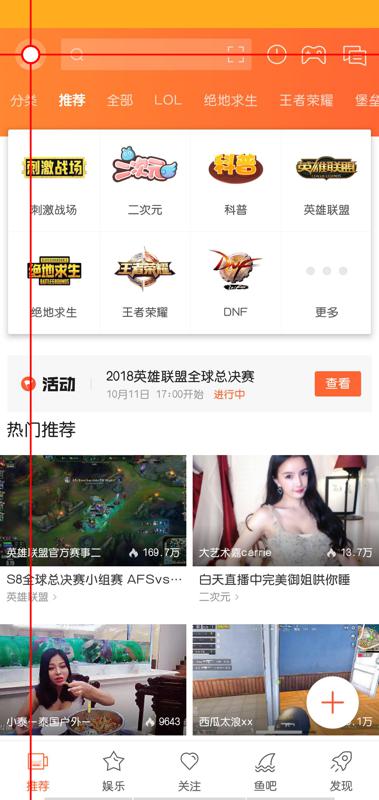 分类 推荐 全部 LOL 绝地求生 王者荣耀 堡垒
刺激战场 二次元 科普 英雄联盟
LEAGUE LEGENDS
刺激战场 二次元 科普 英雄联盟
绝地求生 王者荣耀 DNF
BATTLEGROUNDS
绝地求生 王者荣耀 DNF 更多
活动 2018英雄联盟全球总决赛 查看
10月11日 17:00开始 进行中
热门推荐
英雄联盟官方赛事二 169.7万
大艺术嘉carrie 13.7万
S8全球总决赛小组赛 AFSvs…
白天直播中完美御姐哄你睡
英雄联盟 >
二次元 >
小泰一泰国户外一 9643
西瓜太浪xx .1万
推荐 娱乐 关注 鱼吧 发现